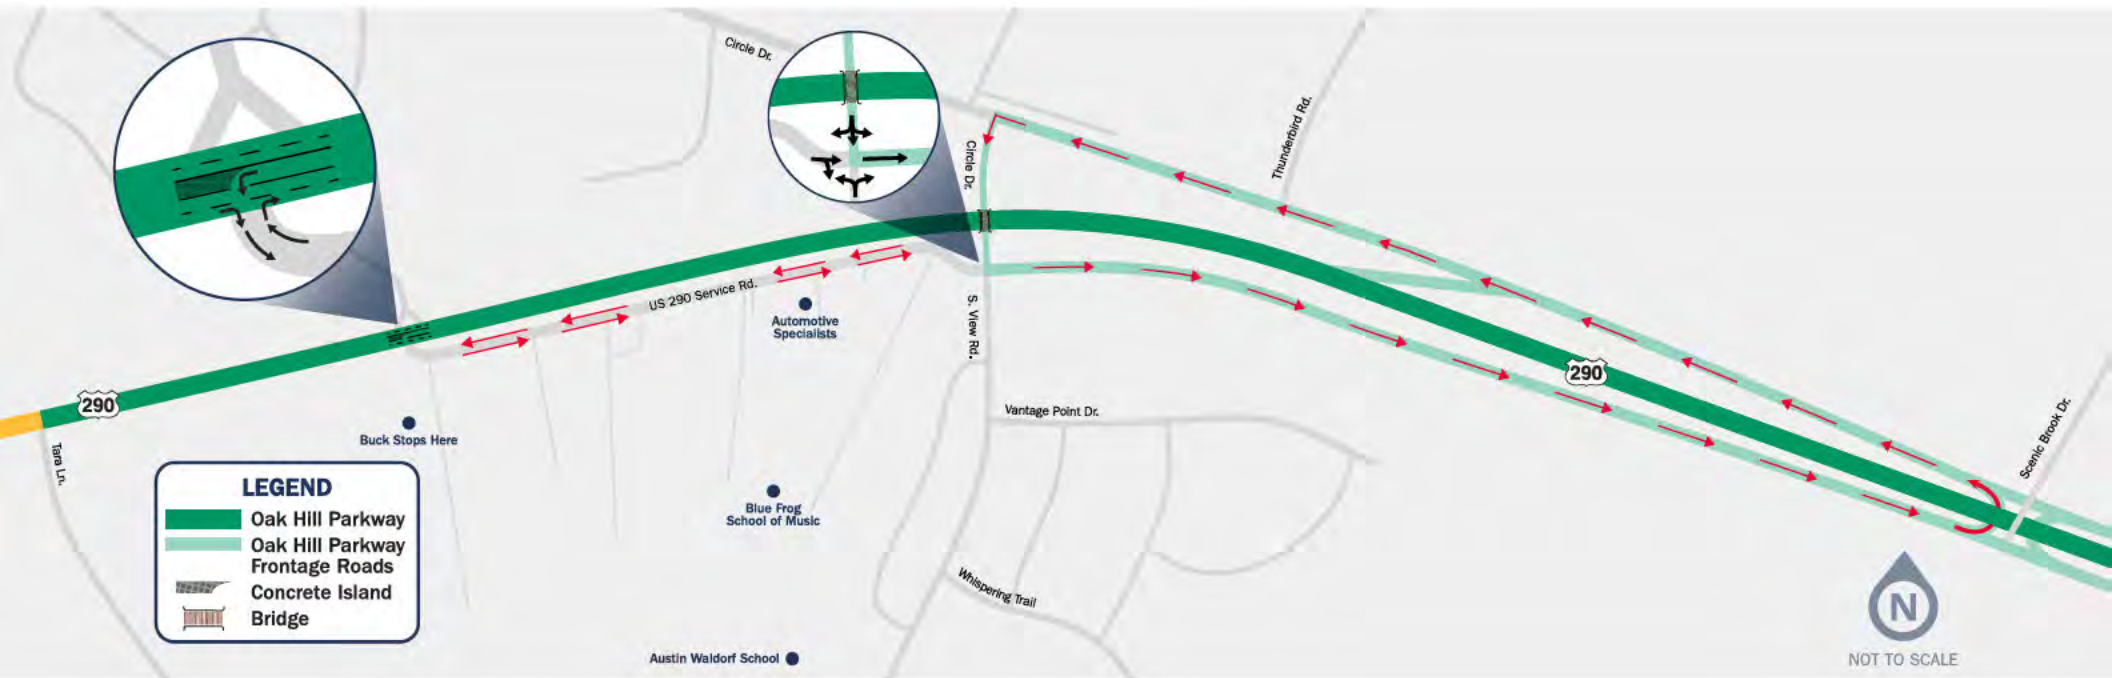 Circle Dr.
Thunderbird Rd.
Circle Dr.
US 290 Service Rd.
Automotive
Specialists
S. View Rd.
290
290
Scenic Brook Dr.
Vantage Point Dr.
Buck Stops Here
Tara Ln.
LEGEND
Oak Hill Parkway
Oak Hill Parkway
Frontage Roads
Concrete Island
Bridge
Blue Frog
School of Music
Whispering Trail
Austin Waldorf School
N
NOT TO SCALE